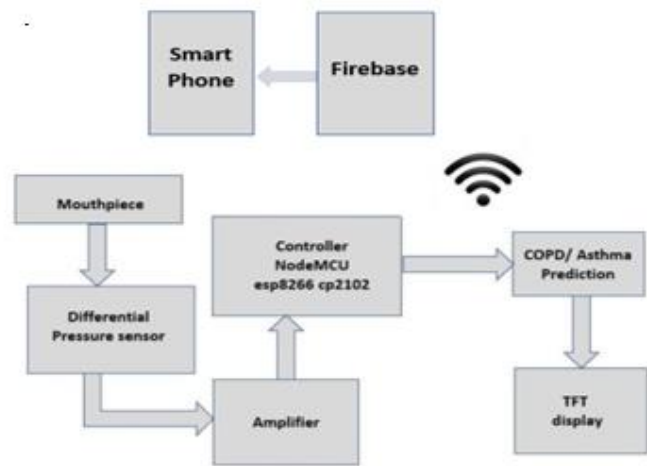 Smart
Phone
Firebase
Mouthpiece
Controller
NodeMCU
esp8266 cp2102
COPD/ Asthma
Prediction
Differential
Pressure sensor
Amplifier
TFT
display